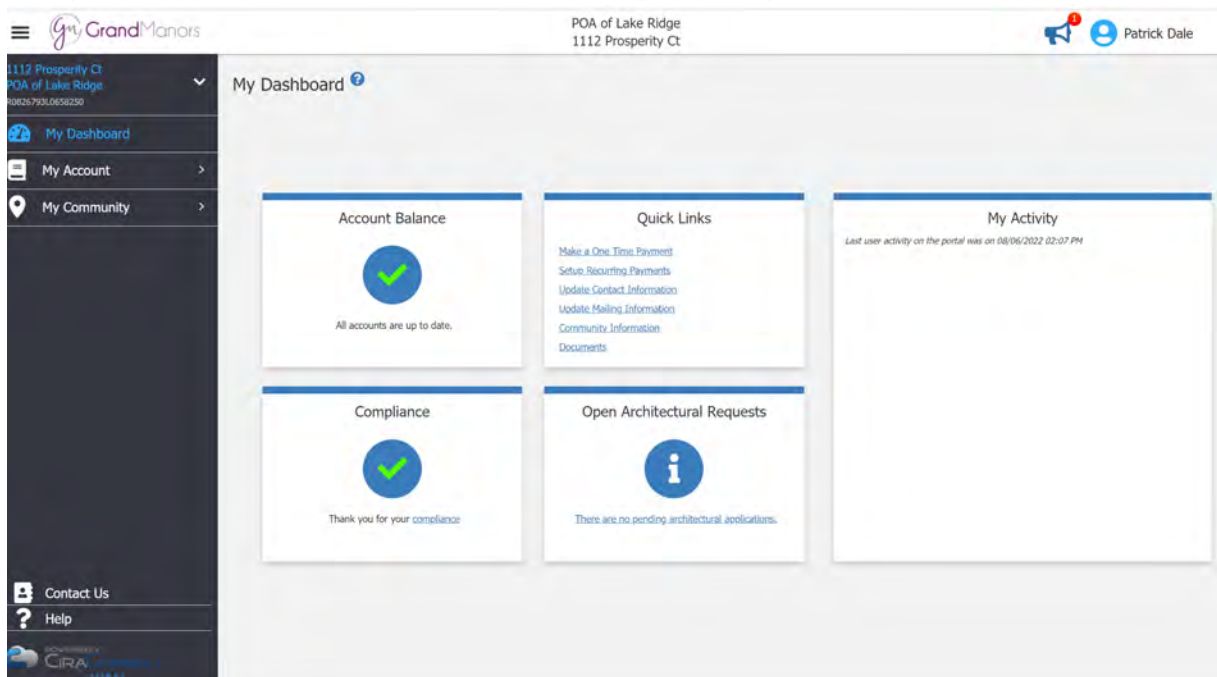 GrandManors
POA of Lake Ridge
1112 Prosperity Ct
1
Patrick Dale
1112 Prosperity Ct
POA of Lake Ridge
R0826793L0658250
My Dashboard
My Account
My Community
Contact Us
Help
CIRA
My Dashboard ?
Account Balance
All accounts are up to date.
Quick Links
Make a One Time Payment
Setup Recurring Payments
Update Contact Information
Update Mailing Information
Community Information
Documents
My Activity
Last user activity on the portal was on 08/06/2022 02:07 PM
Compliance
Thank you for your compliance
Open Architectural Requests
There are no pending architectural applications.